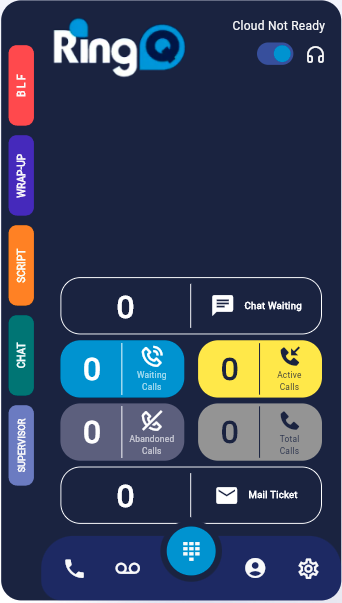 Cloud Not Ready
RingQ
BLF
WRAP-UP
SCRIPT
CHAT
SUPERVISOR
0
Chat Waiting
0
Waiting
Calls
0
Active
Calls
0
Abandoned
Calls
0
Total
Calls
0
Mail Ticket